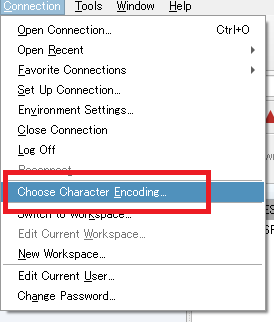 Connection Tools Window Help
Open Connection... Ctrl+O
Open Recent
Favorite Connections
Set Up Connection...
Environment Settings...
Close Connection
Log Off
Reconnect
Choose Character Encoding...
Switch to Workspace...
Edit Current Workspace...
New Workspace...
Edit Current User...
Change Password...